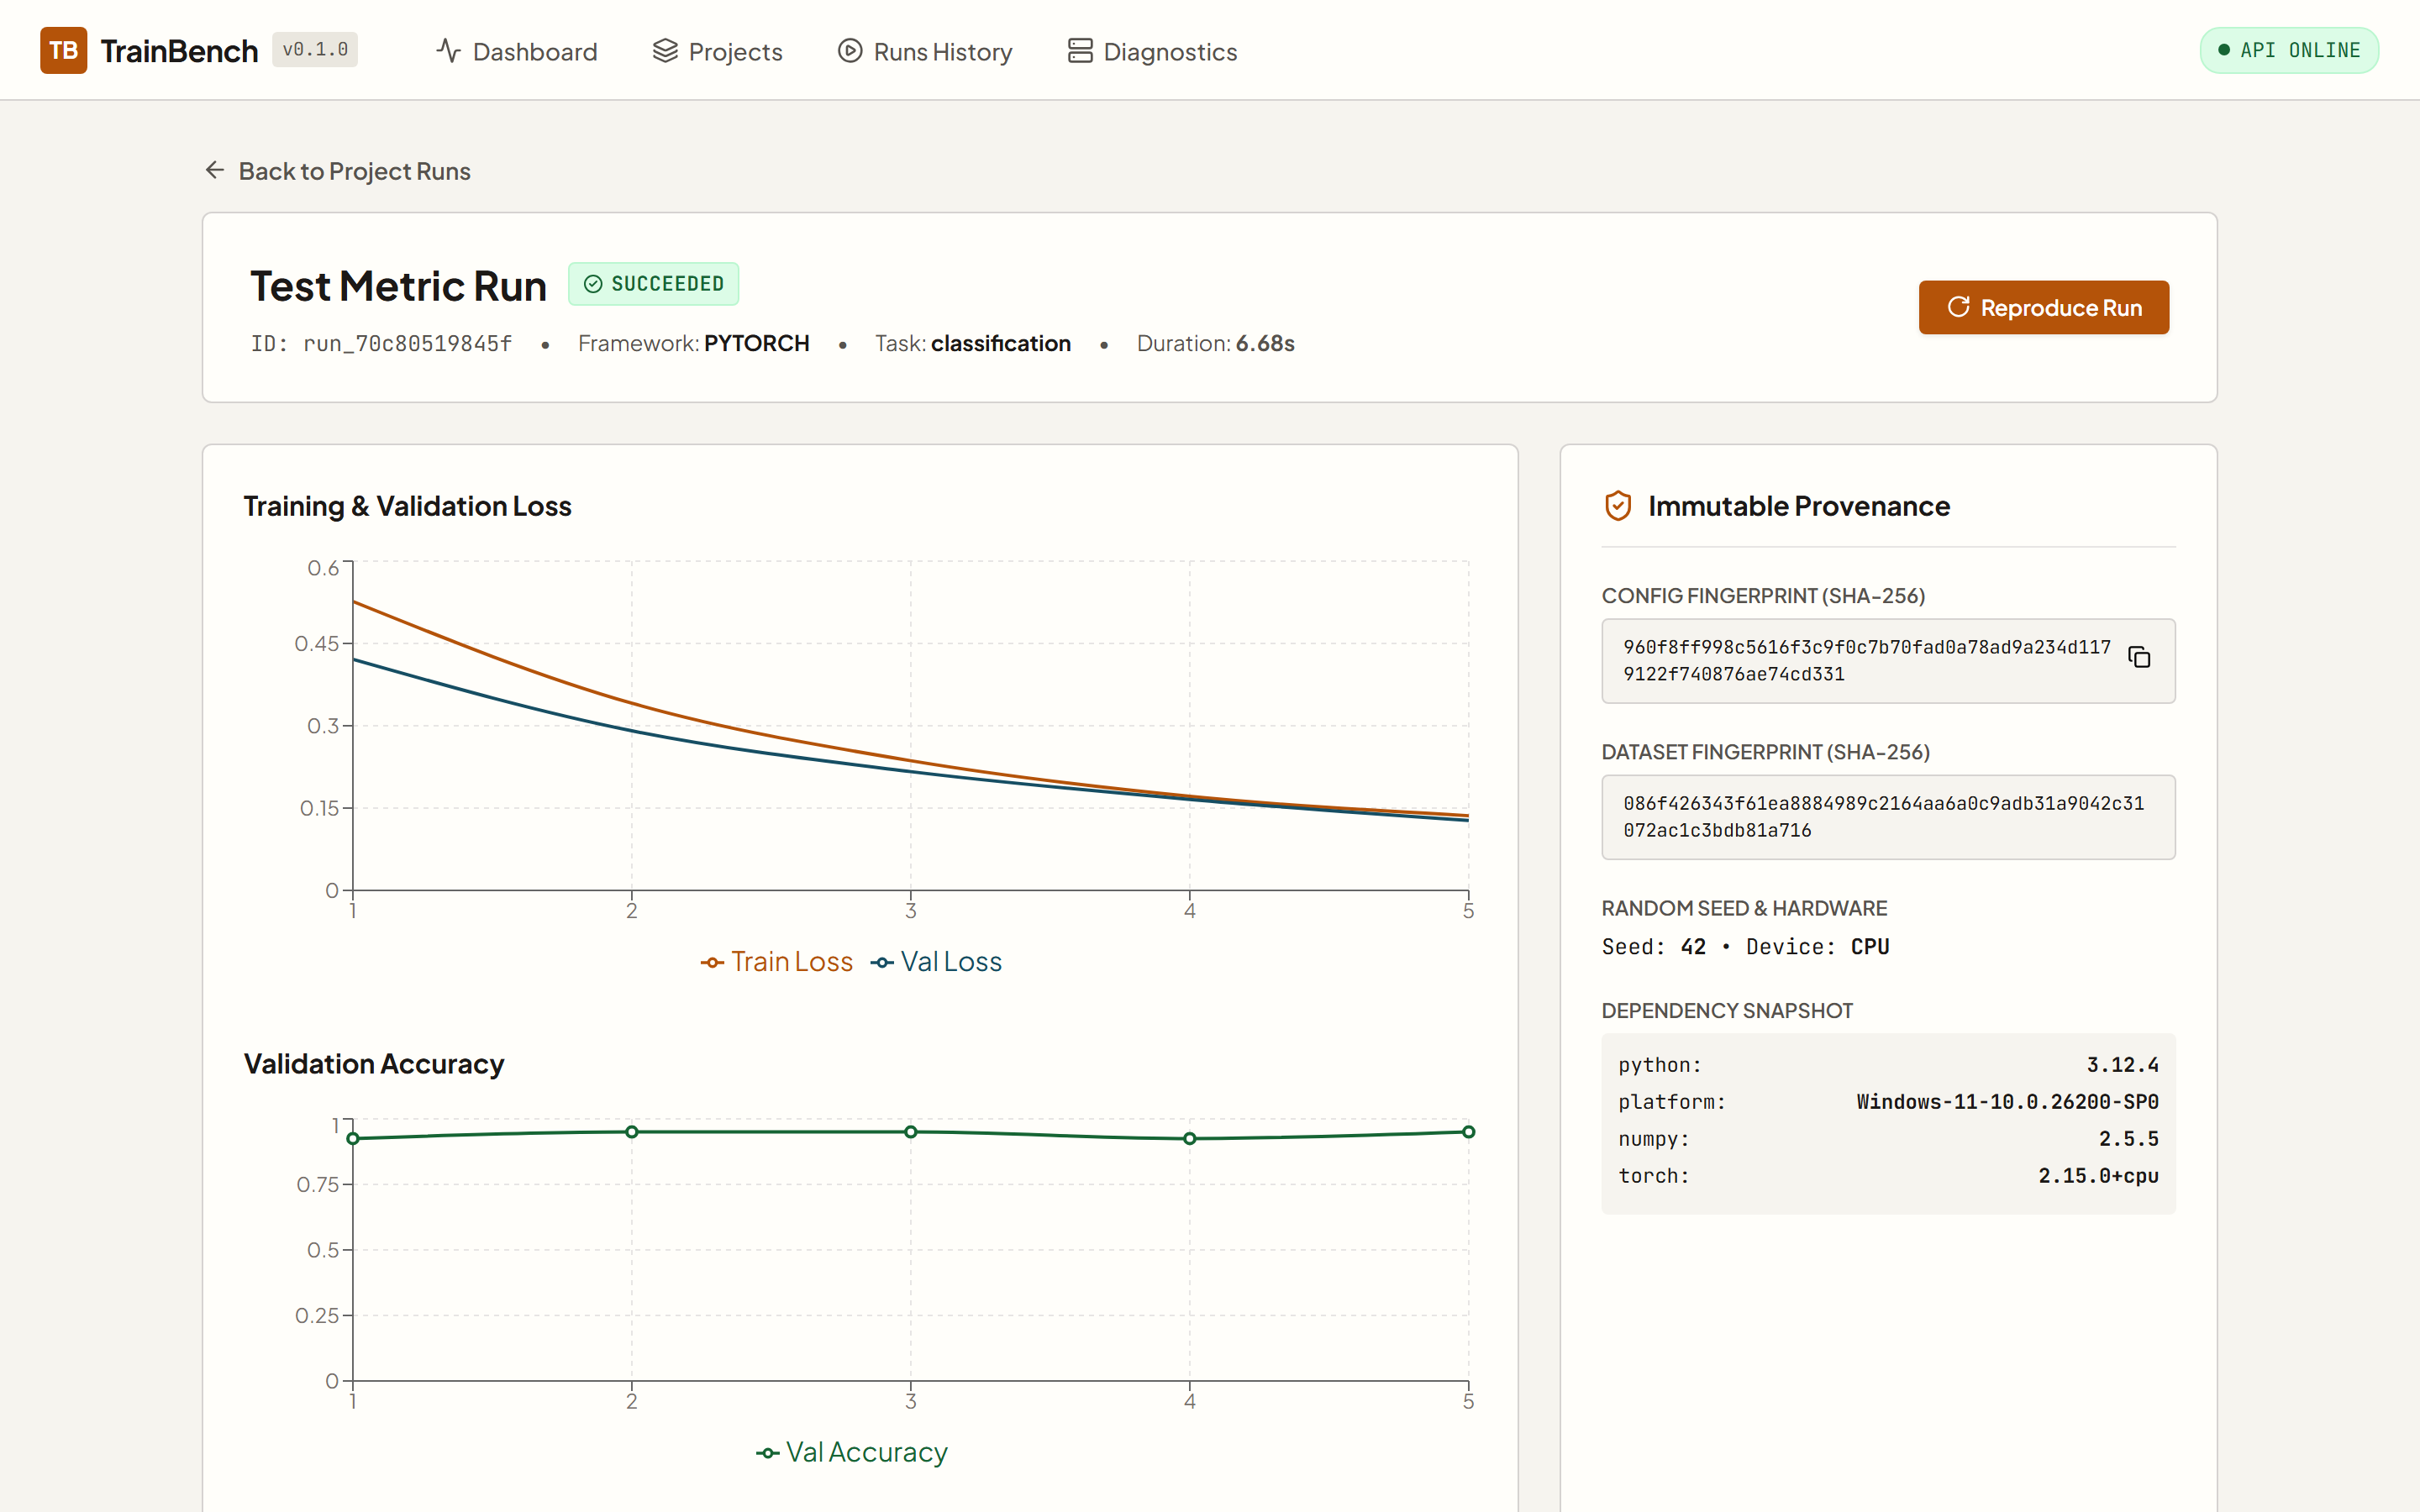 TB TrainBench v0.1.0 Dashboard Projects Runs History Diagnostics API ONLINE
Back to Project Runs
Test Metric Run SUCCEEDED
Reproduce Run
ID: run_70c80519845f • Framework: PYTORCH • Task: classification • Duration: 6.68s
Training & Validation Loss
0.6
0.45
0.3
0.15
0
1 2 3 4 5
Train Loss Val Loss
Validation Accuracy
1
0.75
0.5
0.25
0
1 2 3 4 5
Val Accuracy
Immutable Provenance
CONFIG FINGERPRINT (SHA-256)
960f8ff998c5616f3c9f0c7b70fad0a78ad9a234d117
9122f740876ae74cd331
DATASET FINGERPRINT (SHA-256)
086f426343f61ea8884989c2164aa6a0c9adb31a9042c31
072ac1c3bdb81a716
RANDOM SEED & HARDWARE
Seed: 42 • Device: CPU
DEPENDENCY SNAPSHOT
python: 3.12.4
platform: Windows-11-10.0.26200-SP0
numpy: 2.5.5
torch: 2.15.0+cpu